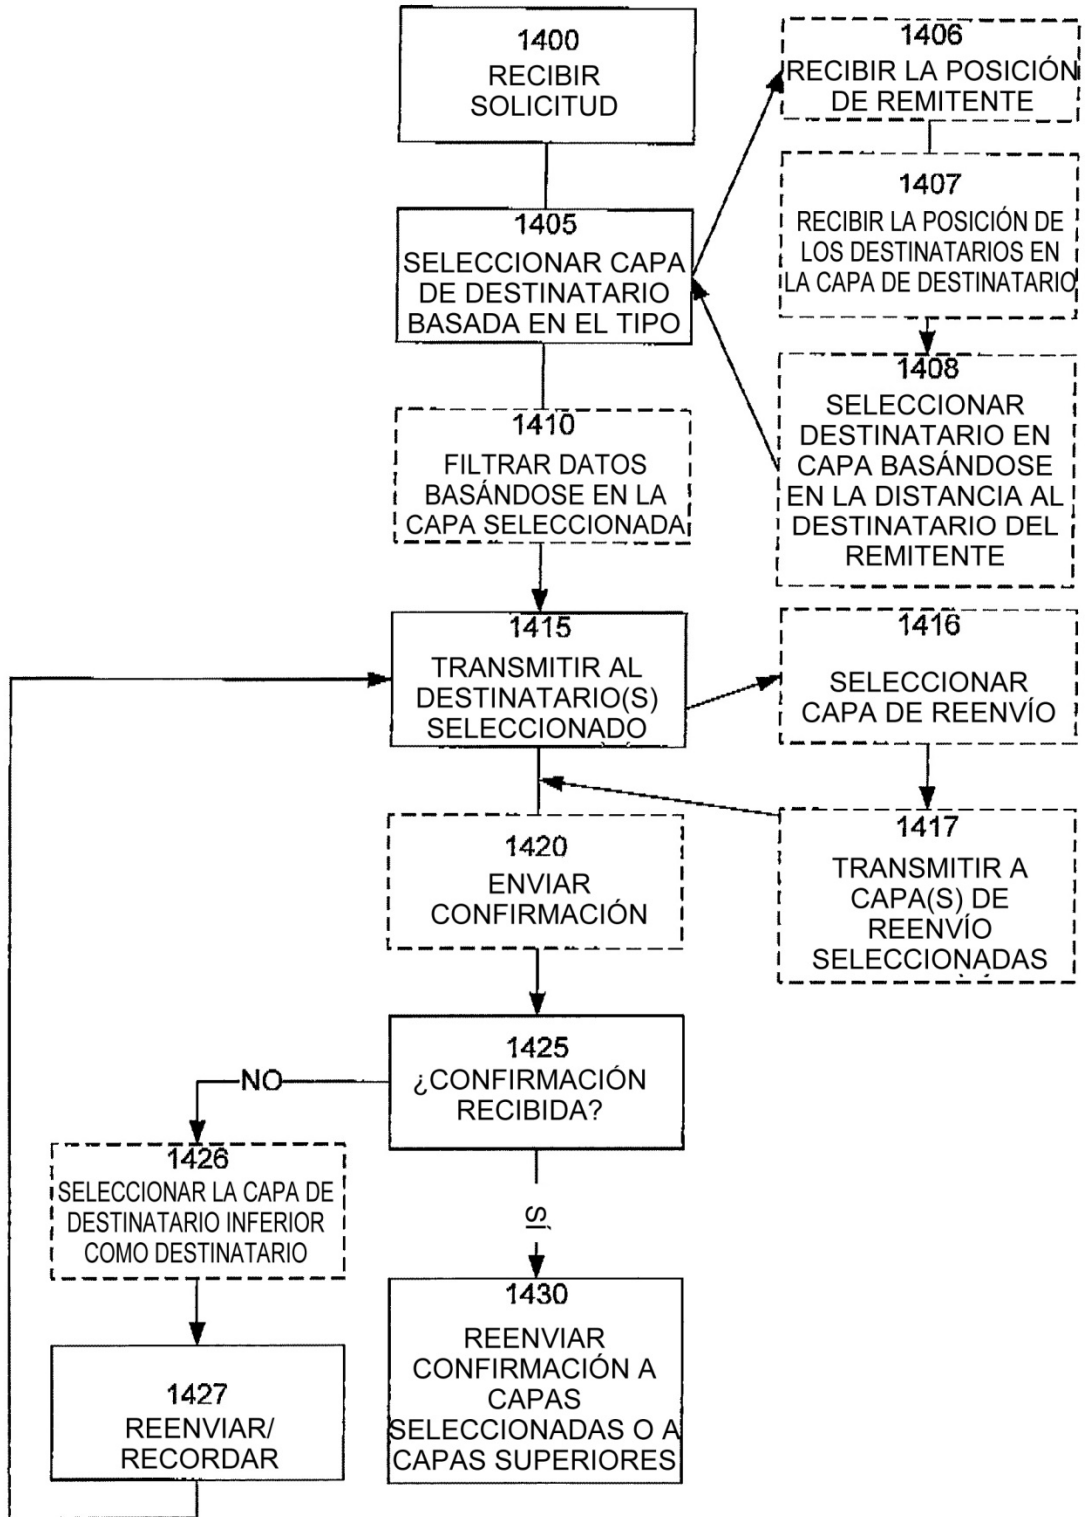 1400
RECIBIR
SOLICITUD
1405
SELECCIONAR CAPA
DE DESTINATARIO
BASADA EN EL TIPO
1406
RECIBIR LA POSICIÓN
DE REMITENTE
1407
RECIBIR LA POSICIÓN DE
LOS DESTINATARIOS EN
LA CAPA DE DESTINATARIO
1408
SELECCIONAR
DESTINATARIO EN
CAPA BASÁNDOSE
EN LA DISTANCIA AL
DESTINATARIO DEL
REMITENTE
1410
FILTRAR DATOS
BASÁNDOSE EN LA
CAPA SELECCIONADA
1415
TRANSMITIR AL
DESTINATARIO(S)
SELECCIONADO
1416
SELECCIONAR
CAPA DE REENVÍO
1417
TRANSMITIR A
CAPA(S) DE
REENVÍO
SELECCIONADAS
1420
ENVIAR
CONFIRMACIÓN
1425
¿CONFIRMACIÓN
RECIBIDA?
NO
1426
SELECCIONAR LA CAPA DE
DESTINATARIO INFERIOR
COMO DESTINATARIO
1427
REENVIAR/
RECORDAR
SÍ
1430
REENVIAR
CONFIRMACIÓN A
CAPAS
SELECCIONADAS O A
CAPAS SUPERIORES